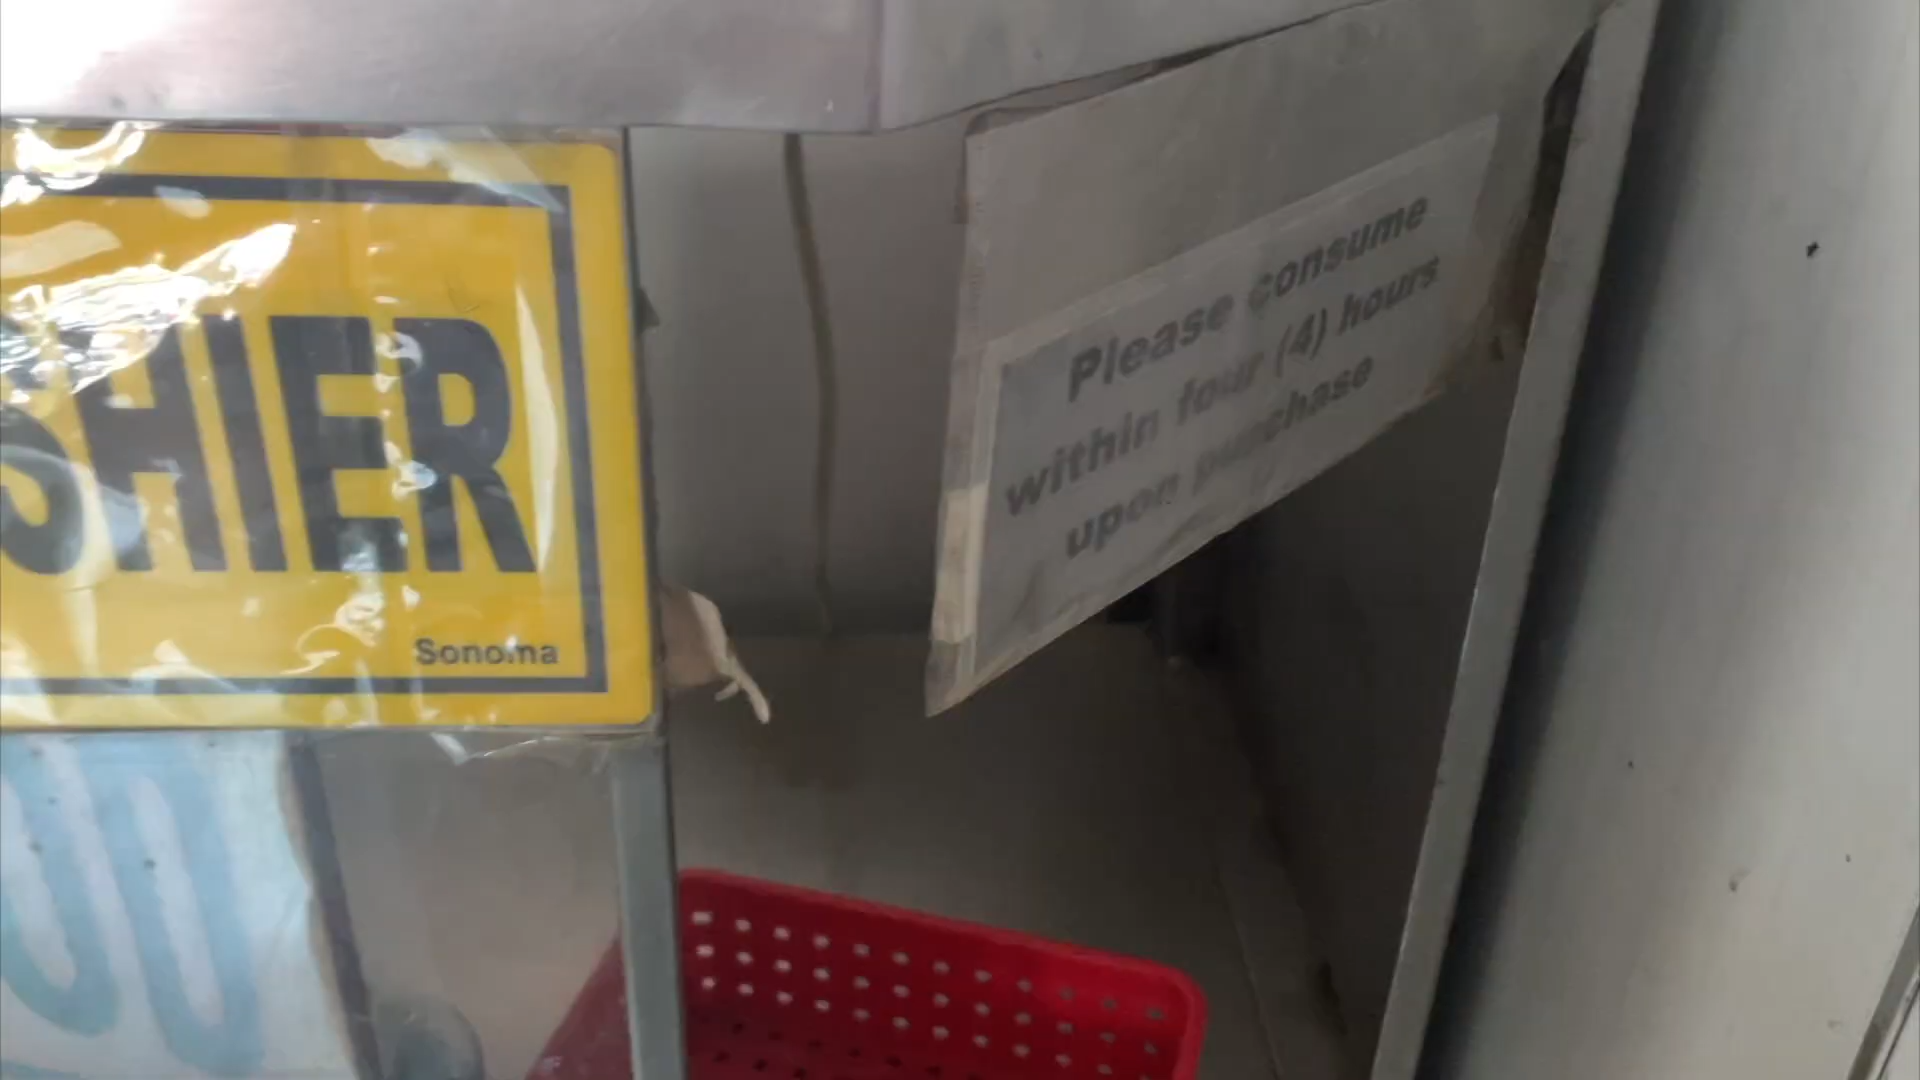 SHIER
Sonoma
Please consume
within four (4) hours
upon purchase